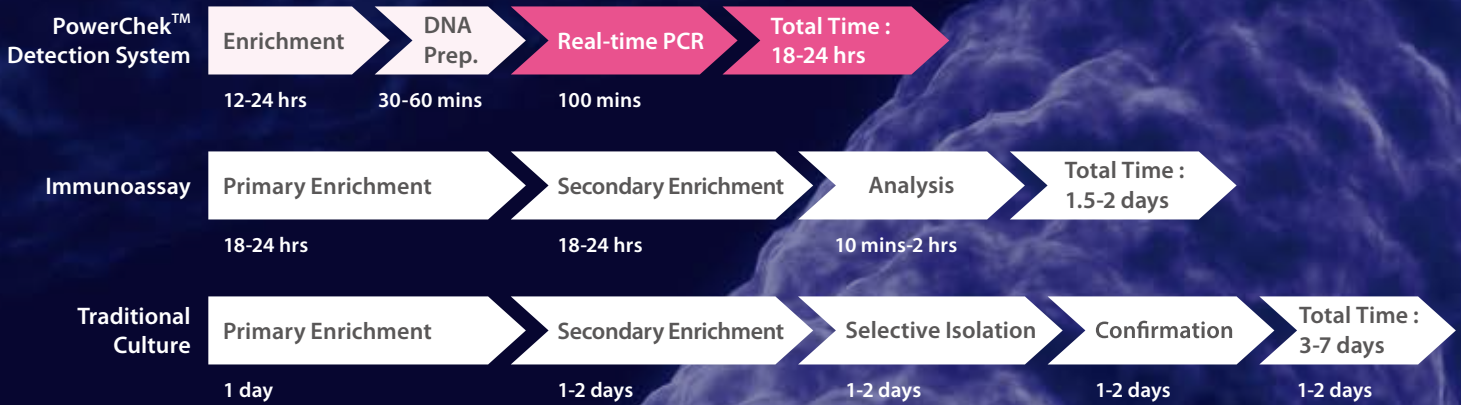 PowerChek™
Detection System
Enrichment
DNA
Prep.
Real-time PCR
Total Time :
18-24 hrs
12-24 hrs
30-60 mins
100 mins
Immunoassay
Primary Enrichment
Secondary Enrichment
Analysis
Total Time :
1.5-2 days
18-24 hrs
18-24 hrs
10 mins-2 hrs
Traditional
Culture
Primary Enrichment
Secondary Enrichment
Selective Isolation
Confirmation
Total Time :
3-7 days
1 day
1-2 days
1-2 days
1-2 days
1-2 days